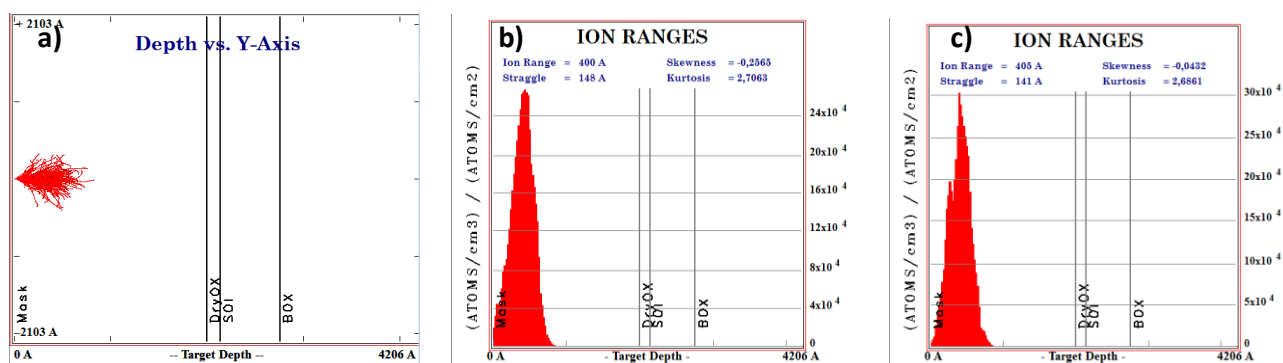 a)
+ 2103 A
Depth vs. Y-Axis
Mask
DryOX
SOI
BOX
-2103 A
0 A
-- Target Depth --
4206 A
b)
ION RANGES
Ion Range = 400 A Skewness = -0,2565
Straggle = 148 A Kurtosis = 2,7063
(ATOMS/cm3) / (ATOMS/cm2)
24x10 4
20x10 4
16x10 4
12x10 4
8x10 4
4x10 4
0
Mask
DryOX
SOI
BOX
0 A
- Target Depth -
4206 A
c)
ION RANGES
Ion Range = 405 A Skewness = -0,0432
Straggle = 141 A Kurtosis = 2,6861
(ATOMS/cm3) / (ATOMS/cm2)
30x10 4
25x10 4
20x10 4
15x10 4
10x10 4
5x10 4
0
Mask
DryOX
SOI
BOX
0 A
- Target Depth -
4206 A